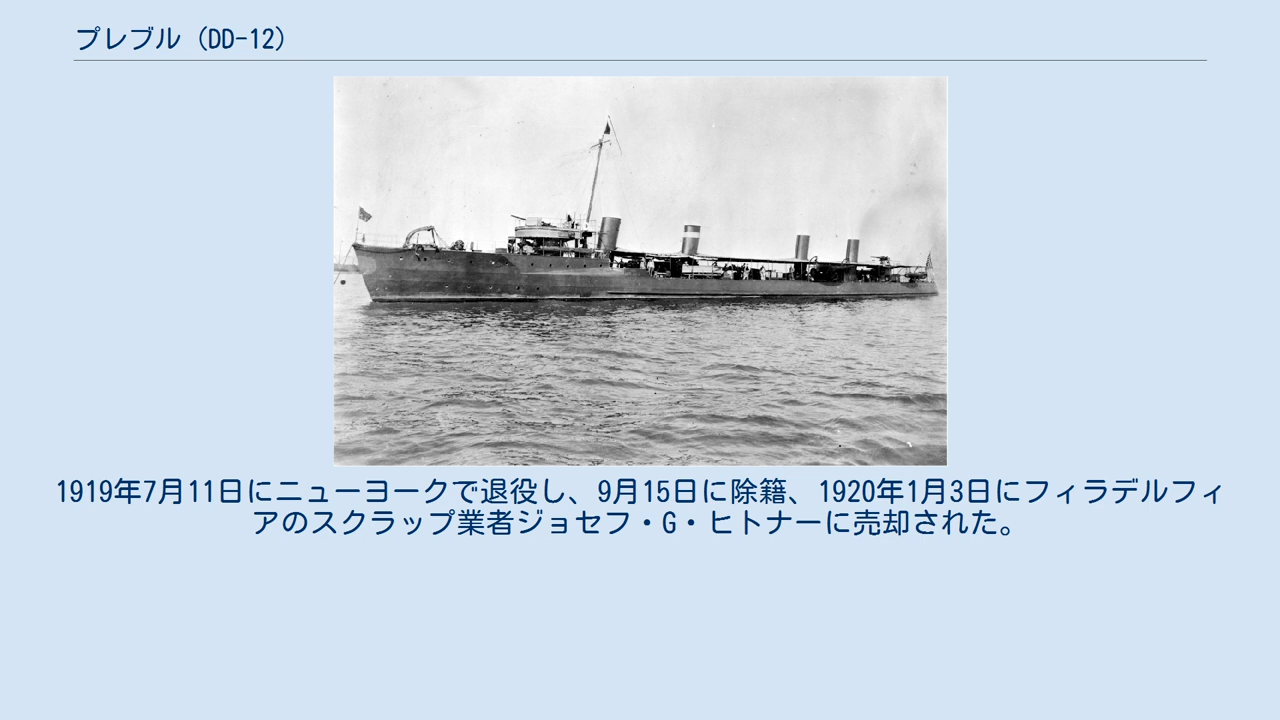 プレブル（DD-12）
1919年7月11日にニューヨークで退役し、9月15日に除籍、1920年1月3日にフィラデルフィ
アのスクラップ業者ジョセフ・G・ヒトナーに売却された。